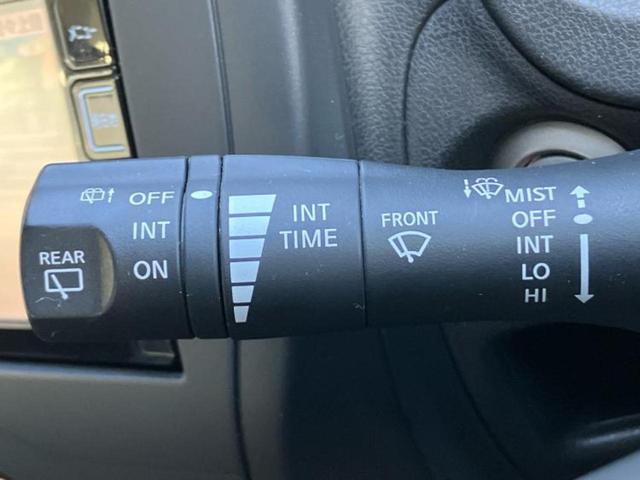 REAR
OFF
INT
ON
INT
TIME
FRONT
MIST
OFF
INT
LO
HI